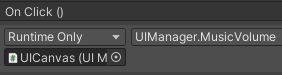 On Click ()
Runtime Only
UIManager.MusicVolume
UICanvas (UI M